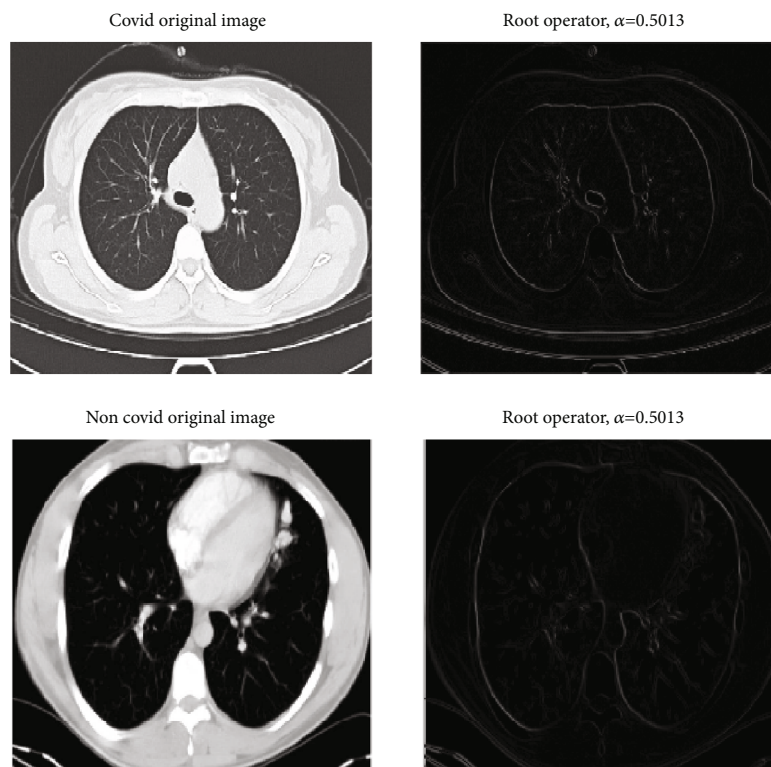 Covid original image
Root operator, α=0.5013
Non covid original image
Root operator, α=0.5013